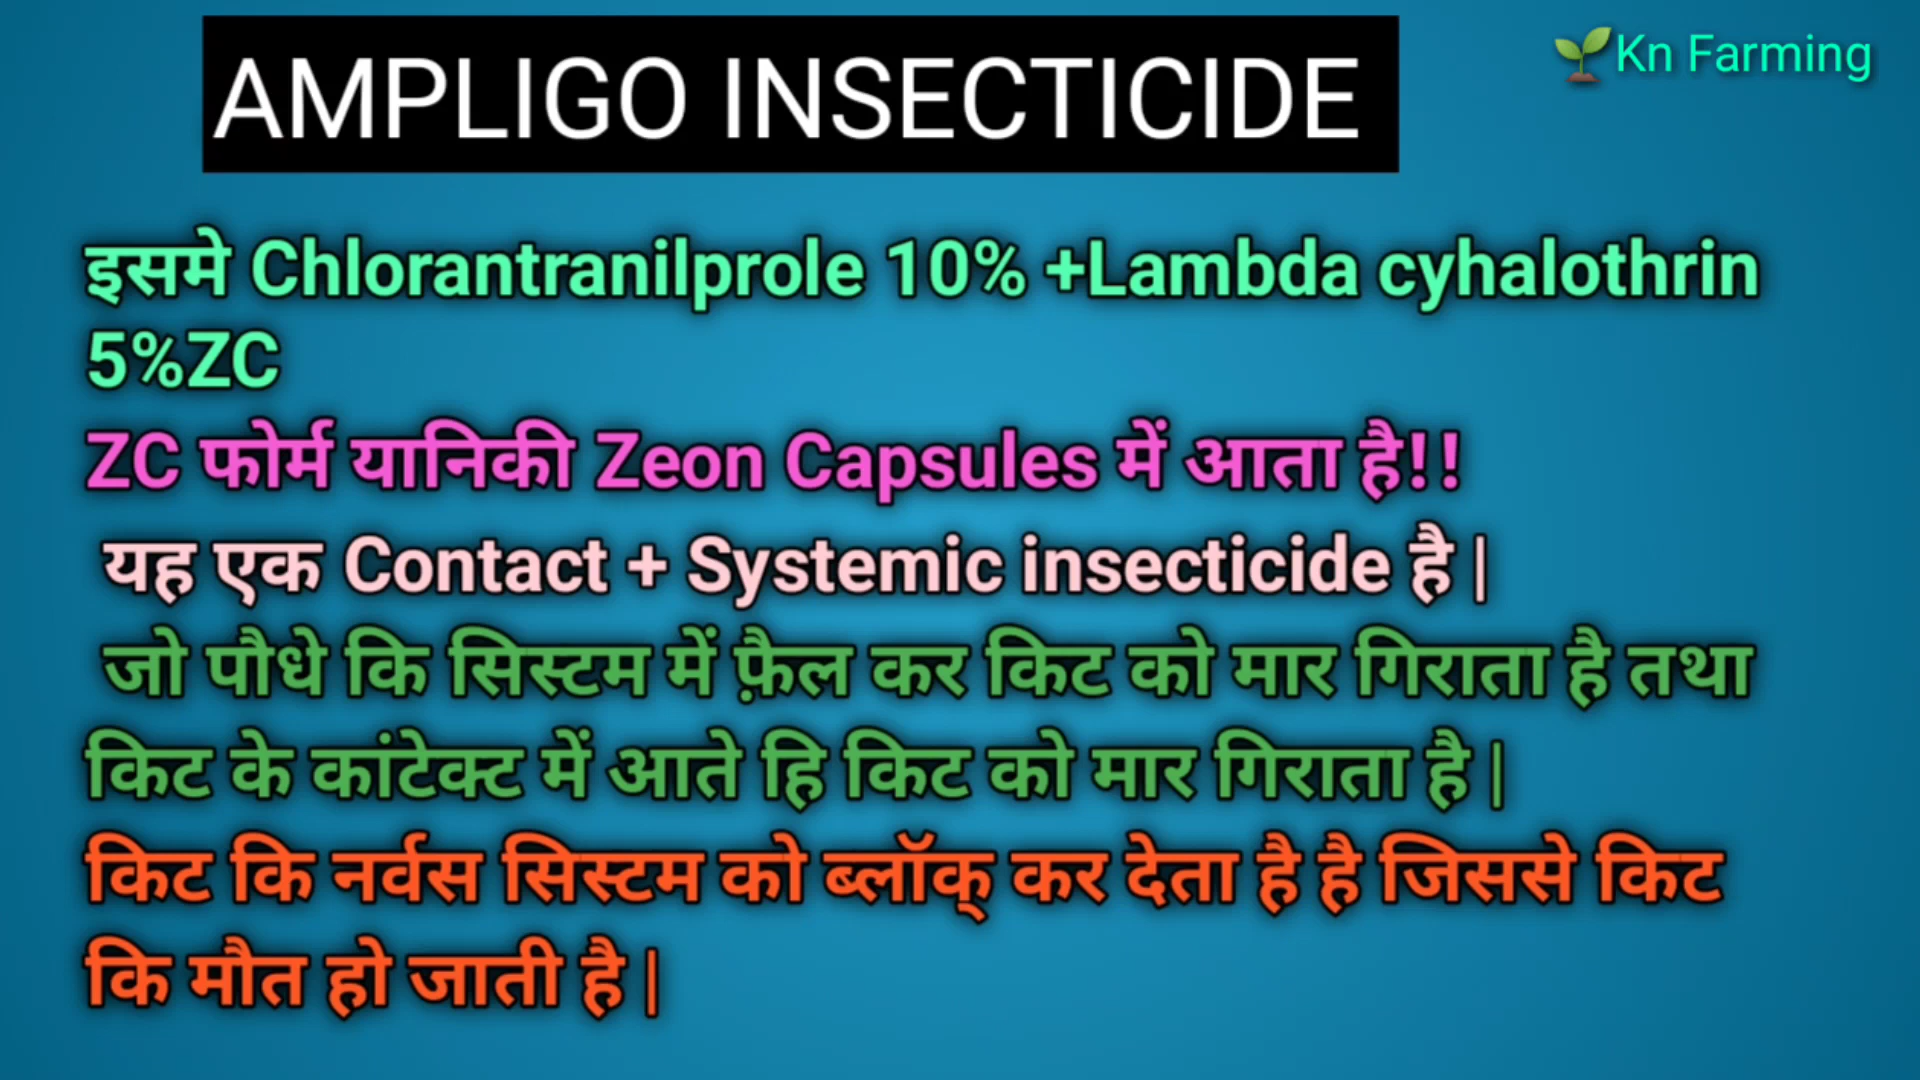 AMPLIGO INSECTICIDE
🌱Kn Farming
इसमे Chlorantranilprole 10% +Lambda cyhalothrin
5%ZC
ZC फोर्म यानिकी Zeon Capsules में आता है!!
यह एक Contact + Systemic insecticide है |
जो पौधे कि सिस्टम में फ़ैल कर किट को मार गिराता है तथा
किट के कांटेक्ट में आते हि किट को मार गिराता है |
किट कि नर्वस सिस्टम को ब्लॉक् कर देता है है जिससे किट
कि मौत हो जाती है |